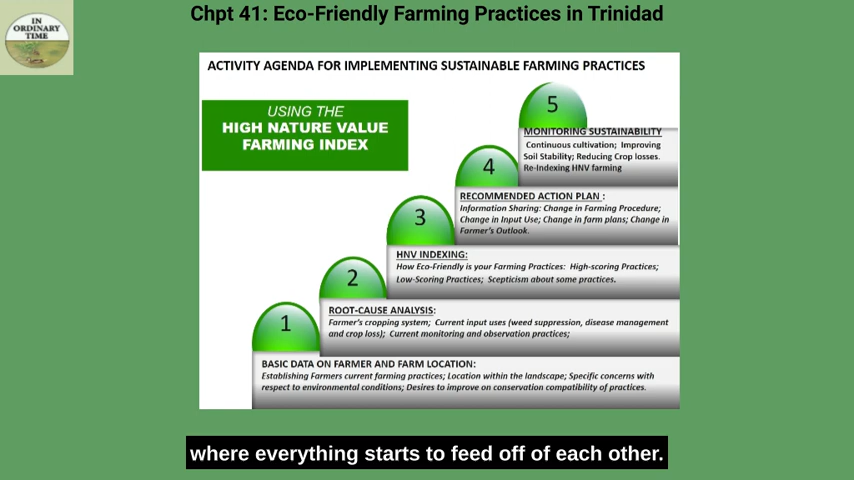 Chpt 41: Eco-Friendly Farming Practices in Trinidad
IN
ORDINARY
TIME
ACTIVITY AGENDA FOR IMPLEMENTING SUSTAINABLE FARMING PRACTICES
USING THE
HIGH NATURE VALUE
FARMING INDEX
5
MONITORING SUSTAINABILITY
Continuous cultivation; Improving
Soil Stability; Reducing Crop losses.
Re-Indexing HNV farming
4
RECOMMENDED ACTION PLAN :
Information Sharing: Change in Farming Procedure;
Change in Input Use; Change in farm plans; Change in
Farmer's Outlook.
3
HNV INDEXING:
How Eco-Friendly is your Farming Practices: High-scoring Practices;
Low-Scoring Practices; Scepticism about some practices.
2
ROOT-CAUSE ANALYSIS:
Farmer's cropping system; Current input uses (weed suppression, disease management
and crop loss); Current monitoring and observation practices;
1
BASIC DATA ON FARMER AND FARM LOCATION:
Establishing Farmers current farming practices; Location within the landscape; Specific concerns with
respect to environmental conditions; Desires to improve on conservation compatibility of practices.
where everything starts to feed off of each other.